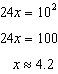 24x = 10²
24x = 100
x ≈ 4.2